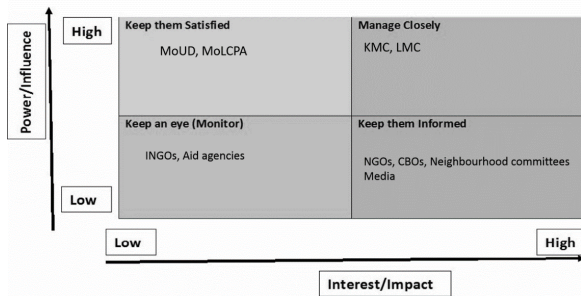 High
Power/Influence
Low
Keep them Satisfied
MoUD, MoLCPA
Manage Closely
KMC, LMC
Keep an eye (Monitor)
INGOs, Aid agencies
Keep them Informed
NGOs, CBOs, Neighbourhood committees
Media
Low
High
Interest/Impact